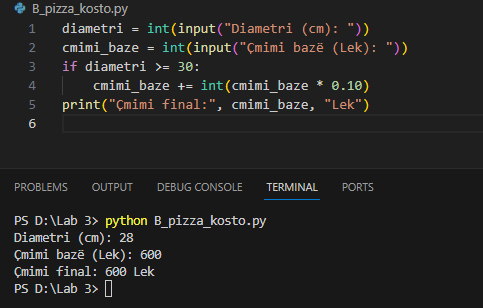 B_pizza_kosto.py
1 diametri = int(input("Diametri (cm): "))
2 cmimi_baze = int(input("Çmimi bazë (Lek): "))
3 if diametri >= 30:
4     cmimi_baze += int(cmimi_baze * 0.10)
5 print("Çmimi final:", cmimi_baze, "Lek")
6
PROBLEMS OUTPUT DEBUG CONSOLE TERMINAL PORTS
PS D:\Lab 3> python B_pizza_kosto.py
Diametri (cm): 28
Çmimi bazë (Lek): 600
Çmimi final: 600 Lek
PS D:\Lab 3>